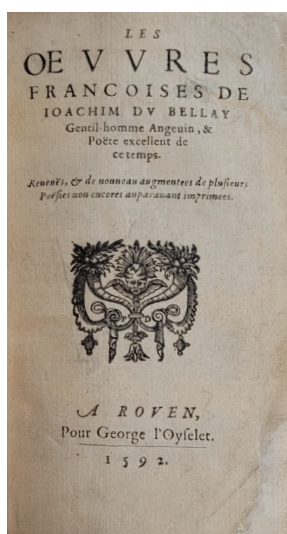 LES
OEVVRES
FRANCOISES DE
IOACHIM DV BELLAY
Gentil-homme Angeuin, &
Poëte excellent de
ce temps.
Reueuës, & de nouueau augmentees de plusieurs
Poësies non encores auparauant imprimees.
A ROVEN,
Pour George l'Oyselet.
1592.